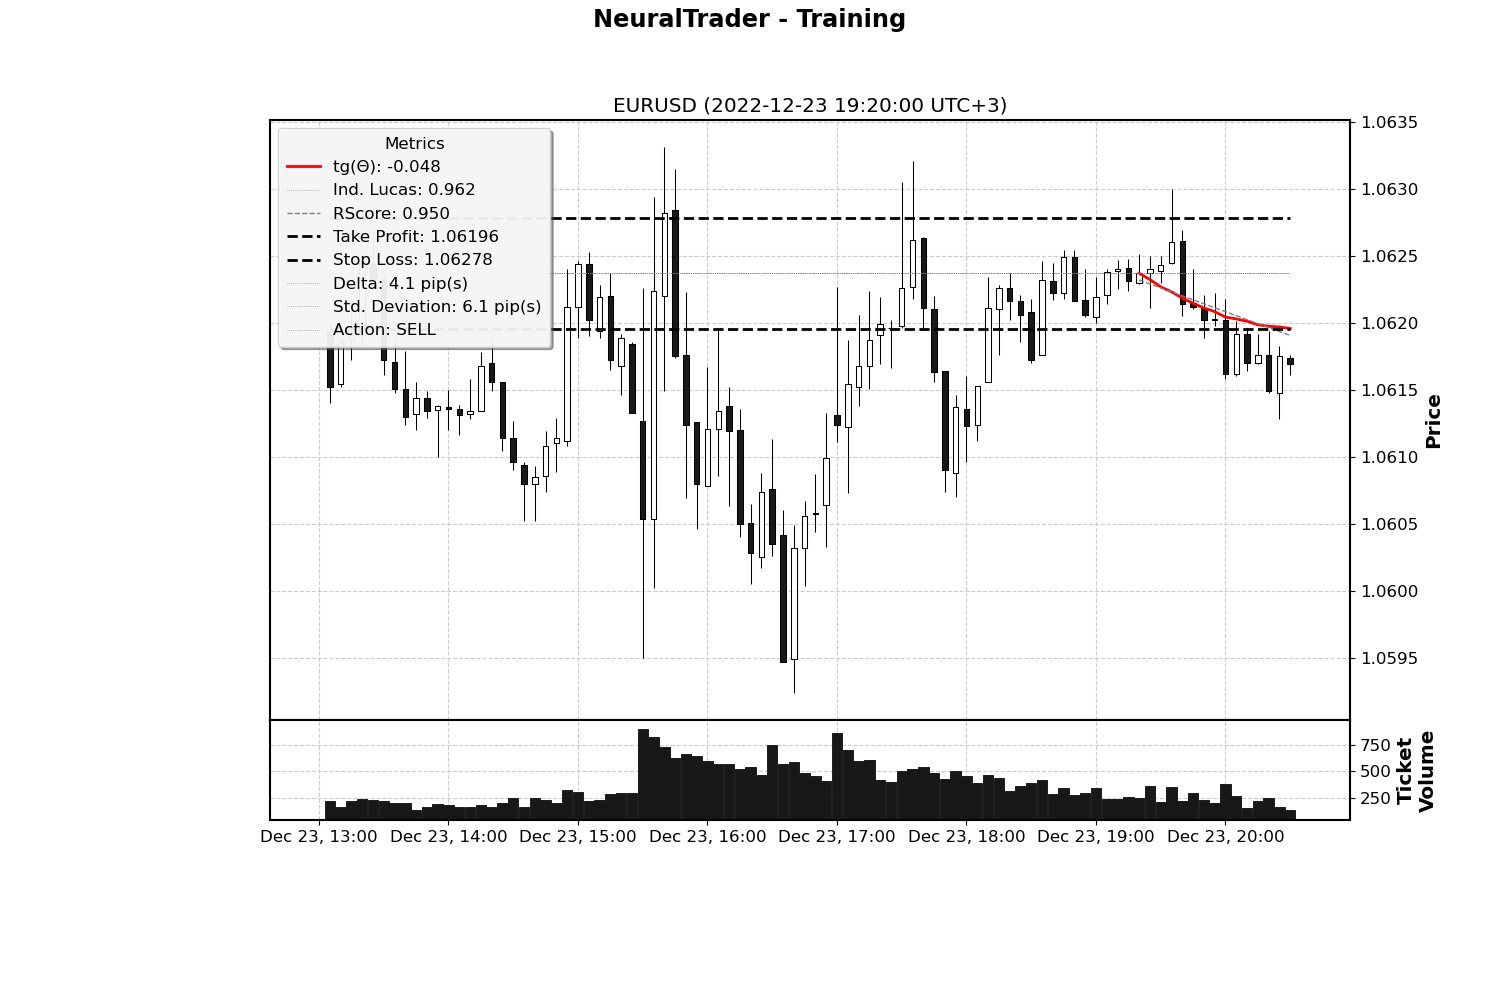 NeuralTrader - Training
EURUSD (2022-12-23 19:20:00 UTC+3)
Metrics
tg(Θ): -0.048
Ind. Lucas: 0.962
RScore: 0.950
Take Profit: 1.06196
Stop Loss: 1.06278
Delta: 4.1 pip(s)
Std. Deviation: 6.1 pip(s)
Action: SELL
1.0635
1.0630
1.0625
1.0620
1.0615
1.0610
1.0605
1.0600
1.0595
Price
750
500
250
Ticket
Volume
Dec 23, 13:00
Dec 23, 14:00
Dec 23, 15:00
Dec 23, 16:00
Dec 23, 17:00
Dec 23, 18:00
Dec 23, 19:00
Dec 23, 20:00